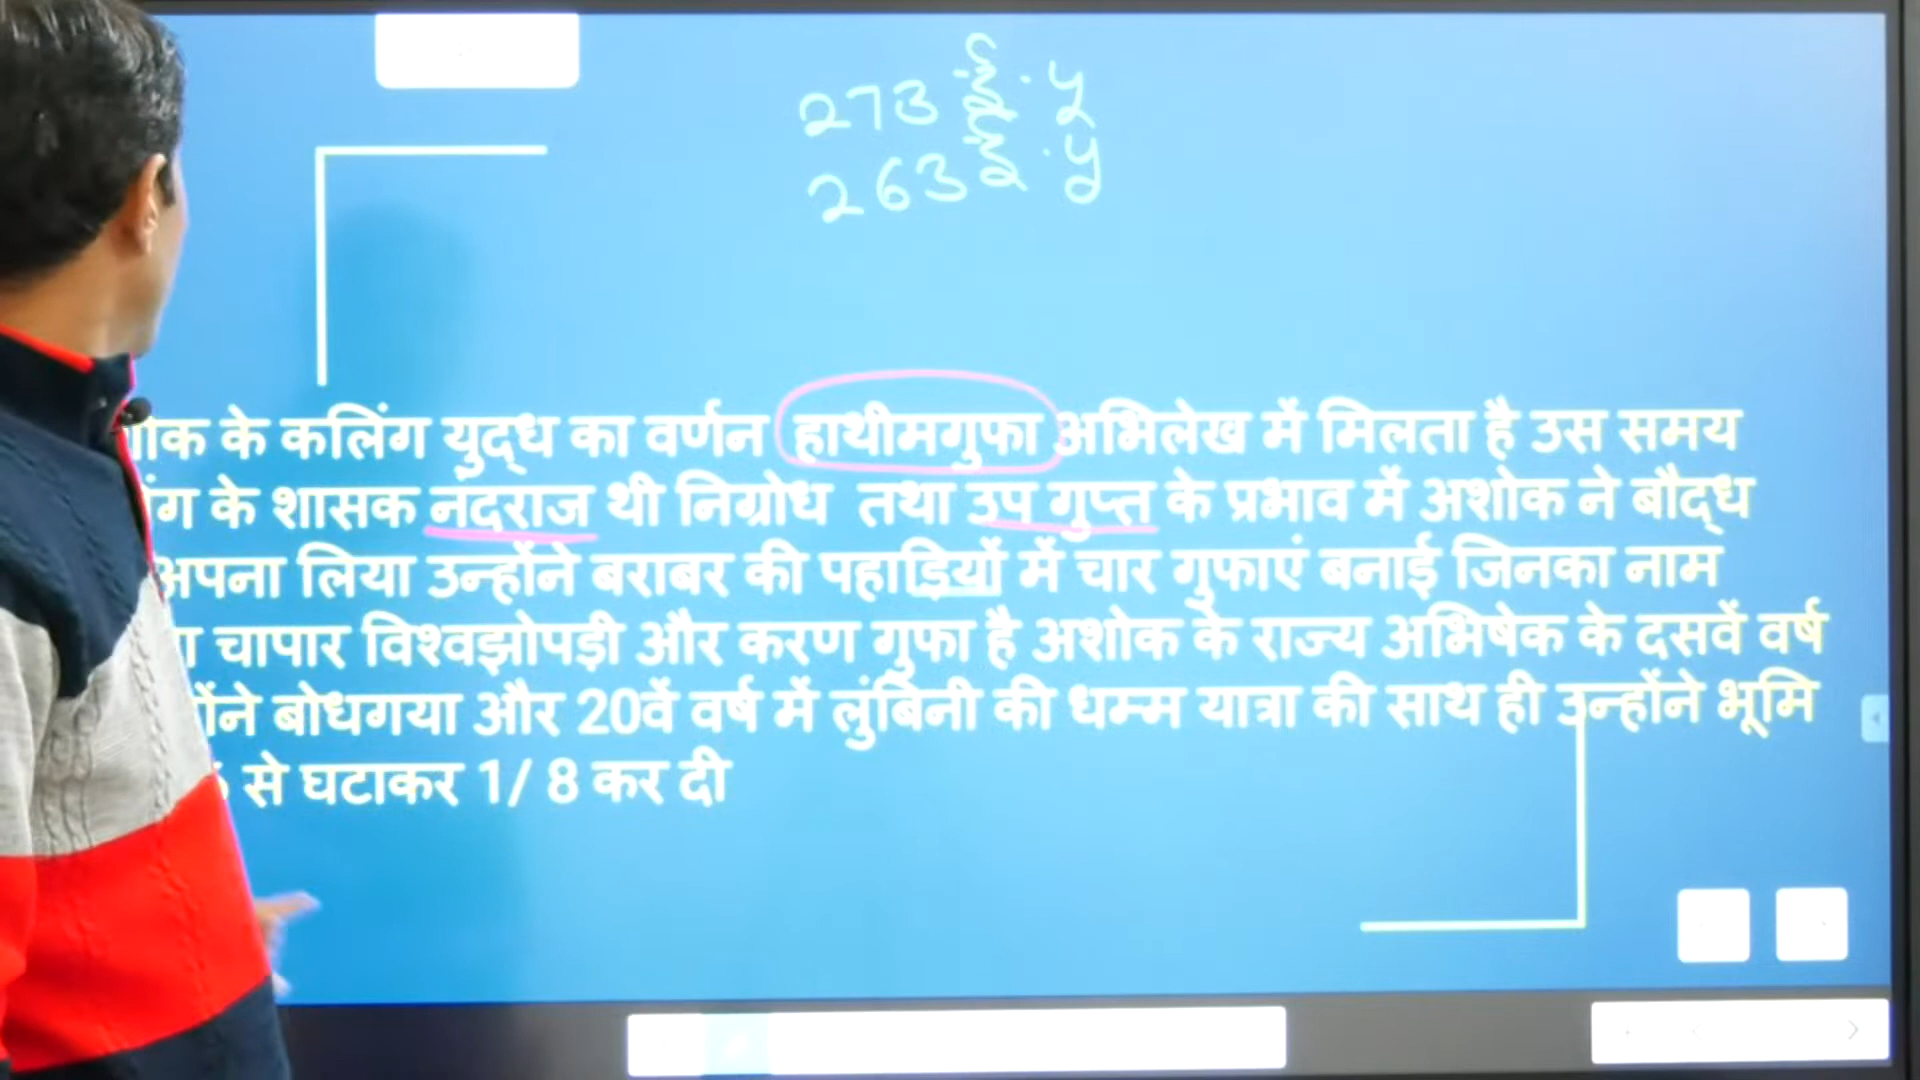 273 ई. पू
263 ई. पू
के कलिंग युद्ध का वर्णन हाथीमगुफा अभिलेख में मिलता है उस समय
के शासक नंदराज थी निग्रोध तथा उप गुप्त के प्रभाव में अशोक ने बौद्ध
अपना लिया उन्होंने बराबर की पहाड़ियों में चार गुफाएं बनाई जिनका नाम
चापार विश्वझोपड़ी और करण गुफा है अशोक के राज्य अभिषेक के दसवें वर्ष
बोधगया और 20वें वर्ष में लुंबिनी की धम्म यात्रा की साथ ही उन्होंने भूमि
से घटाकर 1/ 8 कर दी